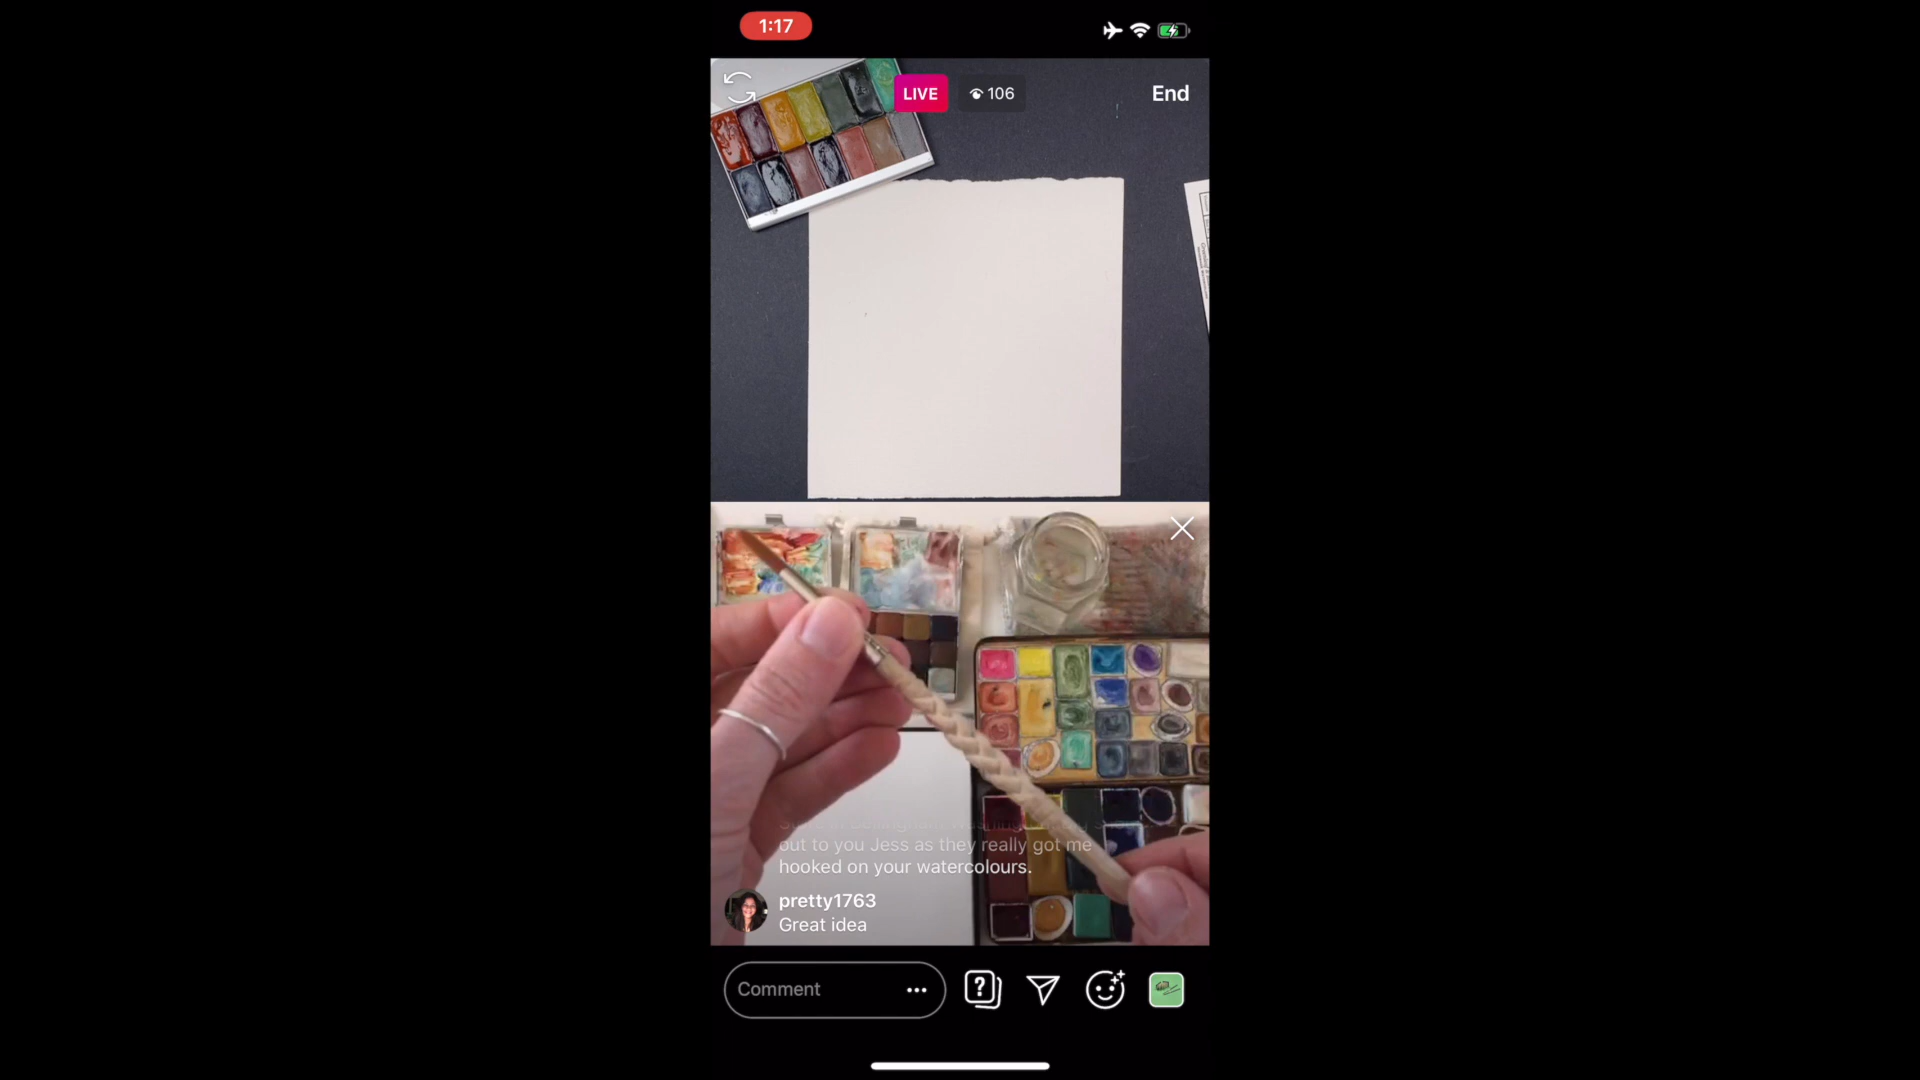 1:17
LIVE
106
End
out to you Jess as they really got me
hooked on your watercolours.
pretty1763
Great idea
Comment